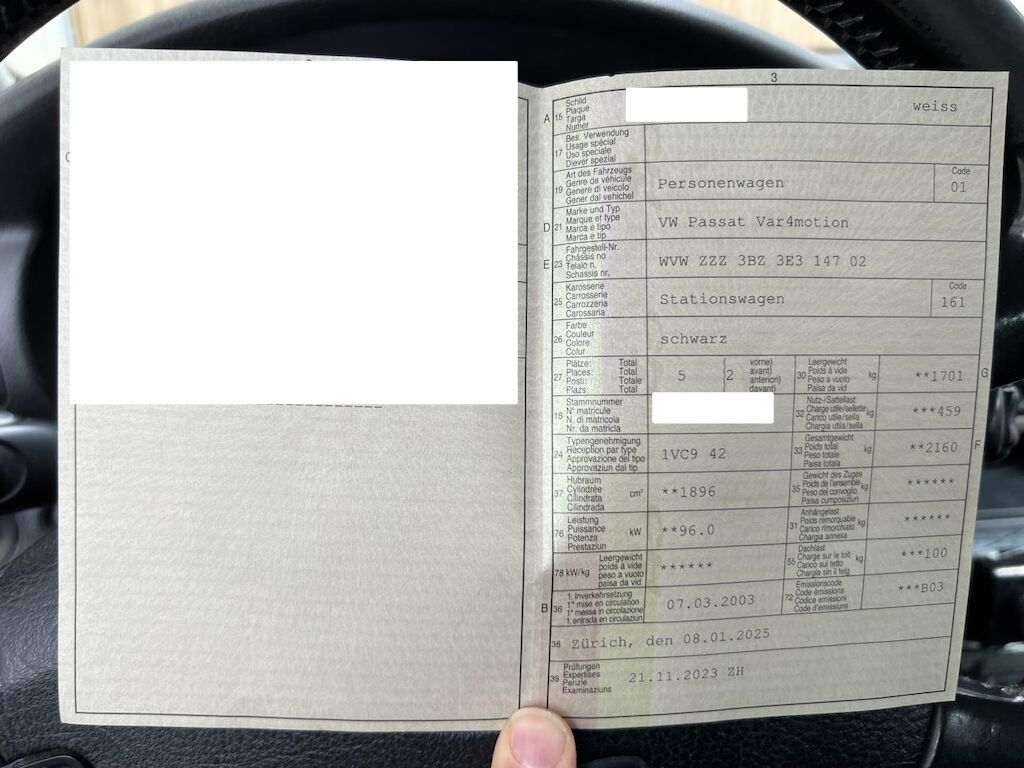 3
A 15 Schild
Plaque
Targa
Numer
weiss
17 Bes. Verwendung
Usage spécial
Uso speciale
Diever spezial
19 Art des Fahrzeugs
Genre de véhicule
Genere di veicolo
Gener dal vehichel
Personenwagen
Code
01
D 21 Marke und Typ
Marque et type
Marca e tipo
Marca e tip
VW Passat Var4motion
E 23 Fahrgestell-Nr.
Châssis no
Telaio n.
Schassis nr.
WVW ZZZ 3BZ 3E3 147 02
25 Karosserie
Carrosserie
Carrozzeria
Carossaria
Stationswagen
Code
161
26 Farbe
Couleur
Colore
Colur
schwarz
27 Plätze: Total
Places: Total
Posti: Totale
Plazs: Total
5
(2
vorne)
avant)
anteriori)
davant)
30 Leergewicht
Poids à vide
Peso a vuoto
Paisa da vid
kg
**1701
G
18 Stammnummer
N° matricule
N. di matricola
Nr. da matricla
32 Nutz-/Sattellast
Charge utile/sellette
Carico utile/sella
Chargia utila/sella
kg
***459
24 Typengenehmigung
Réception par type
Approvazione del tipo
Approvaziun dal tip
1VC9 42
33 Gesamtgewicht
Poids total
Peso totale
Paisa totala
kg
**2160
F
37 Hubraum
Cylindrée
Cilindrata
Cilindrada
cm³
**1896
35 Gewicht des Zuges
Poids de l'ensemble
Peso del convoglio
Paisa cumposiziun
kg
******
76 Leistung
Puissance
Potenza
Prestaziun
kW
**96.0
31 Anhängelast
Poids remorquable
Carico rimorchiato
Chargia annexa
kg
******
78 kW/kg
Leergewicht
poids à vide
peso a vuoto
paisa da vid
******
55 Dachlast
Charge sur le toit
Carico sul tetto
Chargia sin il tetg
kg
***100
B 36 1. Inverkehrsetzung
1re mise en circulation
1a messa in circolazione
1. entrada en circulaziun
07.03.2003
72 Emissionscode
Code émissions
Codice emissioni
Code d'emissiuns
***B03
38 Zürich, den 08.01.2025
39 Prüfungen
Expertises
Perizie
Examinaziuns
21.11.2023 ZH